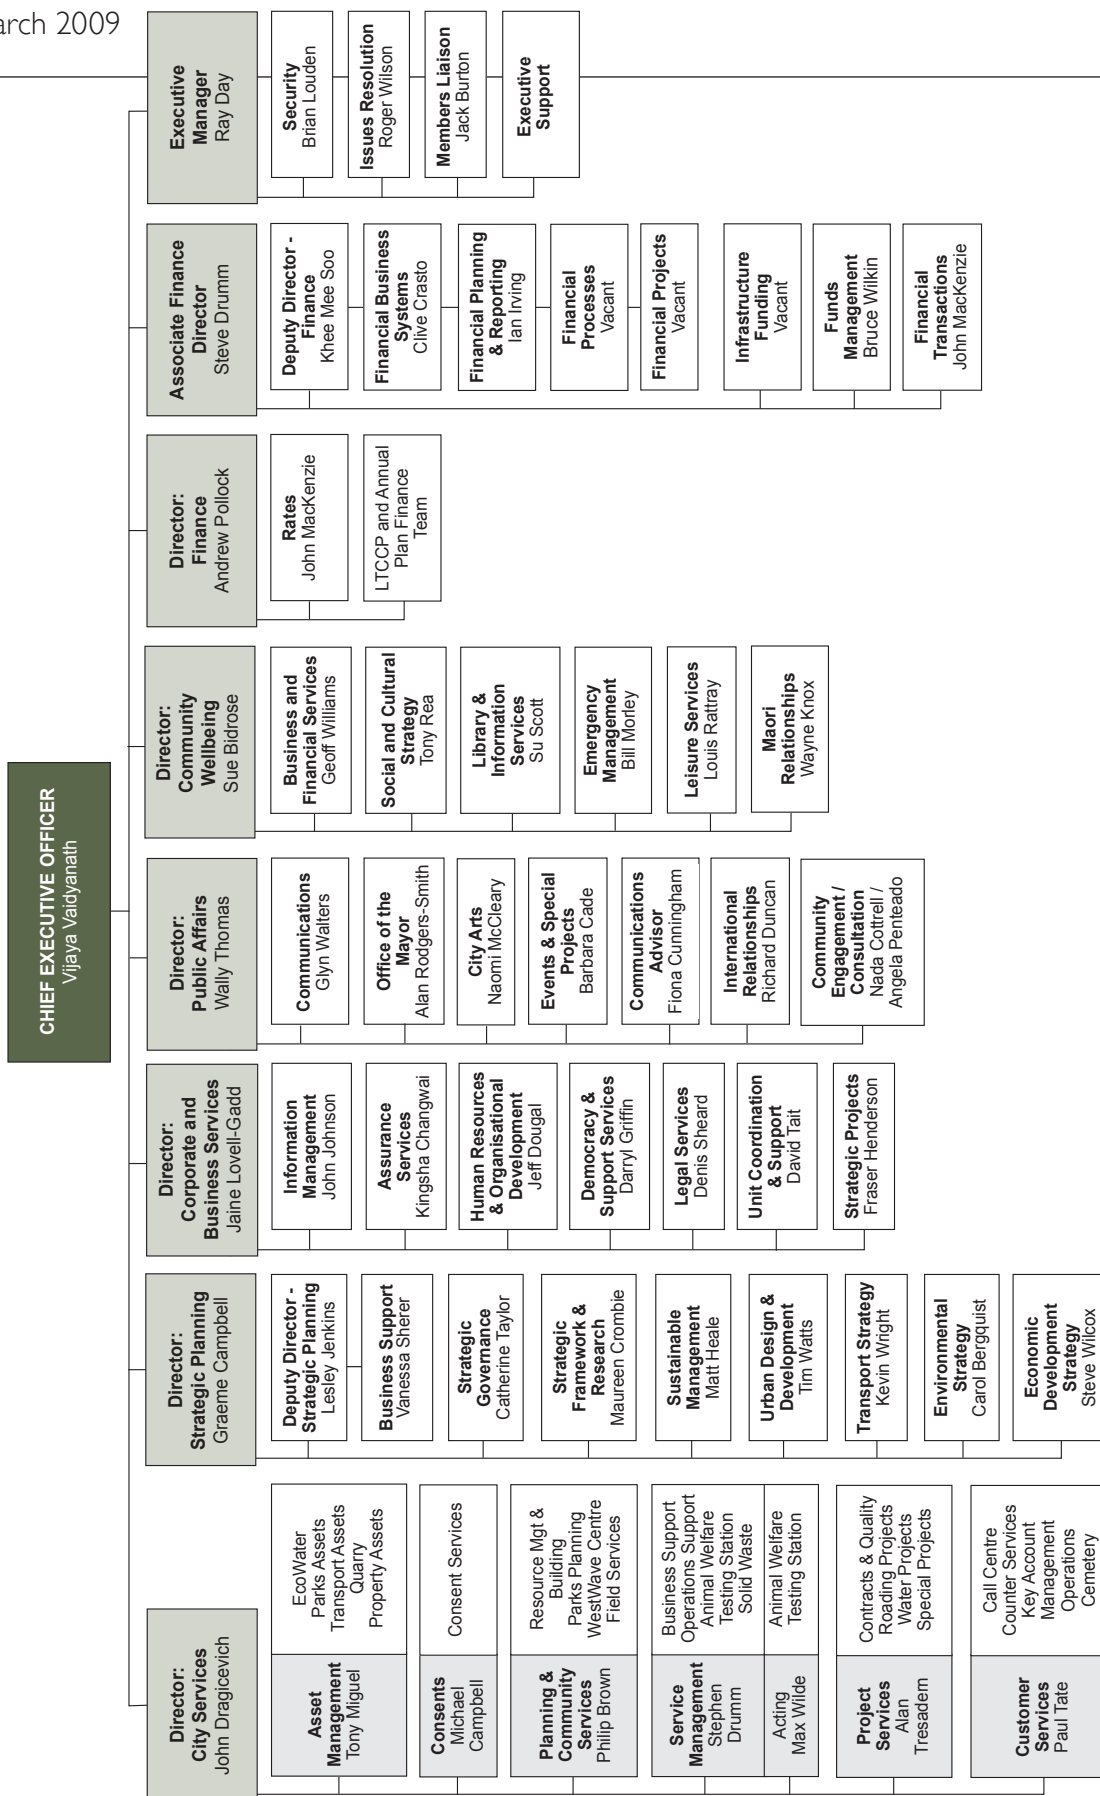 arch 2009
CHIEF EXECUTIVE OFFICER
Vijaya Vaidyanath
Director:
City Services
John Dragicevich
Asset
Management
Tony Miguel
EcoWater
Parks Assets
Transport Assets
Quarry
Property Assets
Consents
Michael
Campbell
Consent Services
Planning &
Community
Services
Philip Brown
Resource Mgt &
Building
Parks Planning
WestWave Centre
Field Services
Service
Management
Stephen
Drumm
Business Support
Operations Support
Animal Welfare
Testing Station
Solid Waste
Acting
Max Wilde
Animal Welfare
Testing Station
Project
Services
Alan
Tresadern
Contracts & Quality
Roading Projects
Water Projects
Special Projects
Customer
Services
Paul Tate
Call Centre
Counter Services
Key Account
Management
Operations
Cemetery
Director:
Strategic Planning
Graeme Campbell
Deputy Director -
Strategic Planning
Lesley Jenkins
Business Support
Vanessa Sherer
Strategic
Governance
Catherine Taylor
Strategic
Framework &
Research
Maureen Crombie
Sustainable
Management
Matt Heale
Urban Design &
Development
Tim Watts
Transport Strategy
Kevin Wright
Environmental
Strategy
Carol Bergquist
Economic
Development
Strategy
Steve Wilcox
Director:
Corporate and
Business Services
Jaine Lovell-Gadd
Information
Management
John Johnson
Assurance
Services
Kingsha Changwai
Human Resources
& Organisational
Development
Jeff Dougal
Democracy &
Support Services
Darryl Griffin
Legal Services
Denis Sheard
Unit Coordination
& Support
David Tait
Strategic Projects
Fraser Henderson
Director:
Public Affairs
Wally Thomas
Communications
Glyn Walters
Office of the
Mayor
Alan Rodgers-Smith
City Arts
Naomi McCleary
Events & Special
Projects
Barbara Cade
Communications
Advisor
Fiona Cunningham
International
Relationships
Richard Duncan
Community
Engagement /
Consultation
Nada Cottrell /
Angela Penteado
Director:
Community
Wellbeing
Sue Bidrose
Business and
Financial Services
Geoff Williams
Social and Cultural
Strategy
Tony Rea
Library &
Information
Services
Su Scott
Emergency
Management
Bill Morley
Leisure Services
Louis Rattray
Maori
Relationships
Wayne Knox
Director:
Finance
Andrew Pollock
Rates
John MacKenzie
LTCCP and Annual
Plan Finance
Team
Associate Finance
Director
Steve Drumm
Deputy Director -
Finance
Khee Mee Soo
Financial Business
Systems
Clive Crasto
Financial Planning
& Reporting
Ian Irving
Financial
Processes
Vacant
Financial Projects
Vacant
Infrastructure
Funding
Vacant
Funds
Management
Bruce Wilkin
Financial
Transactions
John MacKenzie
Executive
Manager
Ray Day
Security
Brian Louden
Issues Resolution
Roger Wilson
Members Liaison
Jack Burton
Executive
Support